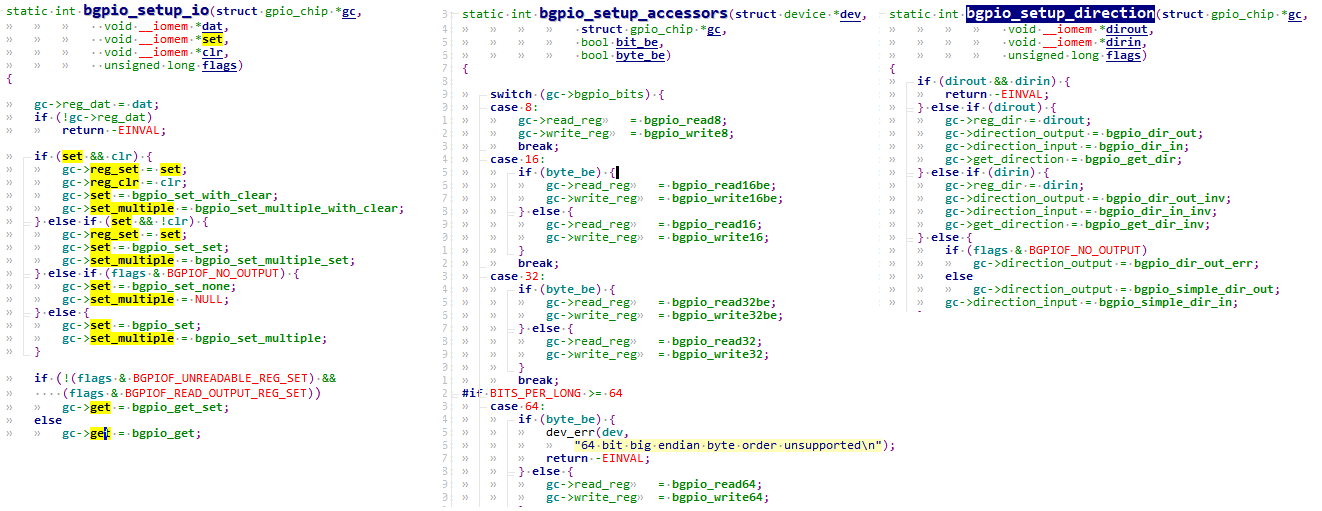 static int bgpio_setup_io(struct gpio_chip *gc,
void __iomem *dat,
void __iomem *set,
void __iomem *clr,
unsigned long flags)
{
gc->reg_dat = dat;
if (!gc->reg_dat)
return -EINVAL;
if (set && clr) {
gc->reg_set = set;
gc->reg_clr = clr;
gc->set = bgpio_set_with_clear;
gc->set_multiple = bgpio_set_multiple_with_clear;
} else if (set && !clr) {
gc->reg_set = set;
gc->set = bgpio_set_set;
gc->set_multiple = bgpio_set_multiple_set;
} else if (flags & BGPIOF_NO_OUTPUT) {
gc->set = bgpio_set_none;
gc->set_multiple = NULL;
} else {
gc->set = bgpio_set;
gc->set_multiple = bgpio_set_multiple;
}
if (!(flags & BGPIOF_UNREADABLE_REG_SET) &&
(flags & BGPIOF_READ_OUTPUT_REG_SET))
gc->get = bgpio_get_set;
else
gc->get = bgpio_get;
static int bgpio_setup_accessors(struct device *dev,
struct gpio_chip *gc,
bool bit_be,
bool byte_be)
{
switch (gc->bgpio_bits) {
case 8:
gc->read_reg = bgpio_read8;
gc->write_reg = bgpio_write8;
break;
case 16:
if (byte_be) {
gc->read_reg = bgpio_read16be;
gc->write_reg = bgpio_write16be;
} else {
gc->read_reg = bgpio_read16;
gc->write_reg = bgpio_write16;
}
break;
case 32:
if (byte_be) {
gc->read_reg = bgpio_read32be;
gc->write_reg = bgpio_write32be;
} else {
gc->read_reg = bgpio_read32;
gc->write_reg = bgpio_write32;
}
break;
#if BITS_PER_LONG >= 64
case 64:
if (byte_be) {
dev_err(dev,
"64 bit big endian byte order unsupported\n");
return -EINVAL;
} else {
gc->read_reg = bgpio_read64;
gc->write_reg = bgpio_write64;
static int bgpio_setup_direction(struct gpio_chip *gc,
void __iomem *dirout,
void __iomem *dirin,
unsigned long flags)
{
if (dirout && dirin) {
return -EINVAL;
} else if (dirout) {
gc->reg_dir = dirout;
gc->direction_output = bgpio_dir_out;
gc->direction_input = bgpio_dir_in;
gc->get_direction = bgpio_get_dir;
} else if (dirin) {
gc->reg_dir = dirin;
gc->direction_output = bgpio_dir_out_inv;
gc->direction_input = bgpio_dir_in_inv;
gc->get_direction = bgpio_get_dir_inv;
} else {
if (flags & BGPIOF_NO_OUTPUT)
gc->direction_output = bgpio_dir_out_err;
else
gc->direction_output = bgpio_simple_dir_out;
gc->direction_input = bgpio_simple_dir_in;